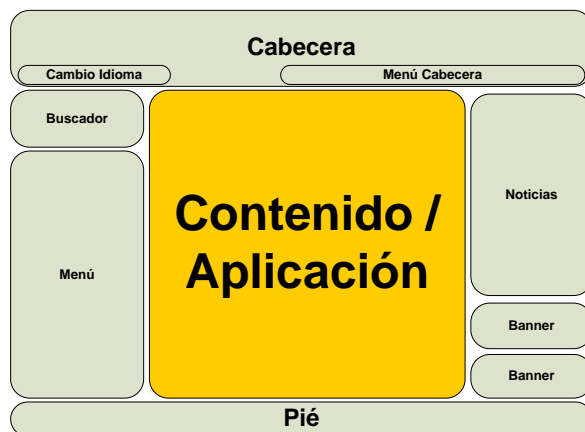 Cabecera
Cambio Idioma
Menú Cabecera
Buscador
Menú
Contenido /
Aplicación
Noticias
Banner
Banner
Pié